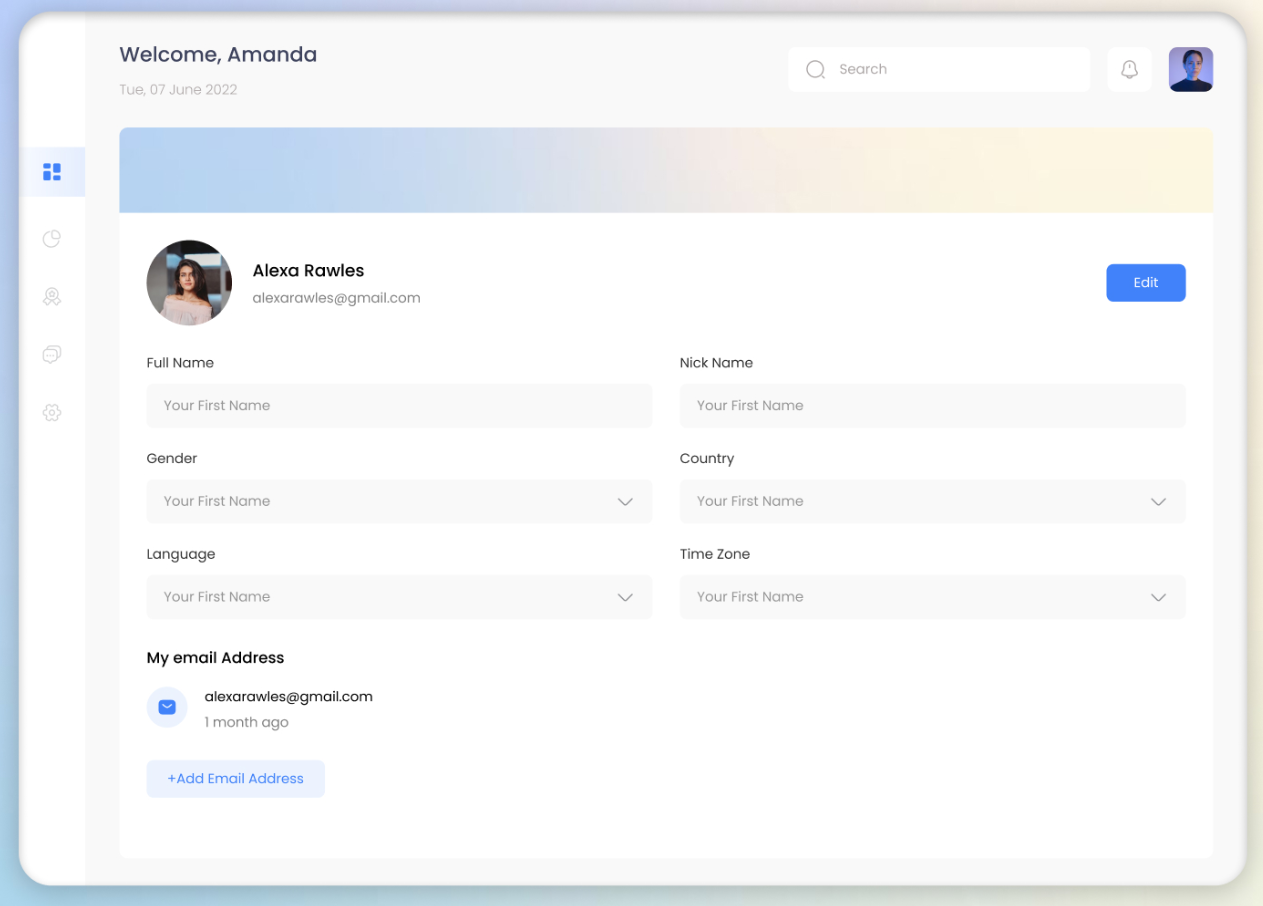 Welcome, Amanda
Tue, 07 June 2022
Search
Alexa Rawles
alexarawles@gmail.com
Edit
Full Name
Nick Name
Your First Name
Your First Name
Gender
Country
Your First Name
Your First Name
Language
Time Zone
Your First Name
Your First Name
My email Address
alexarawles@gmail.com
1 month ago
+Add Email Address